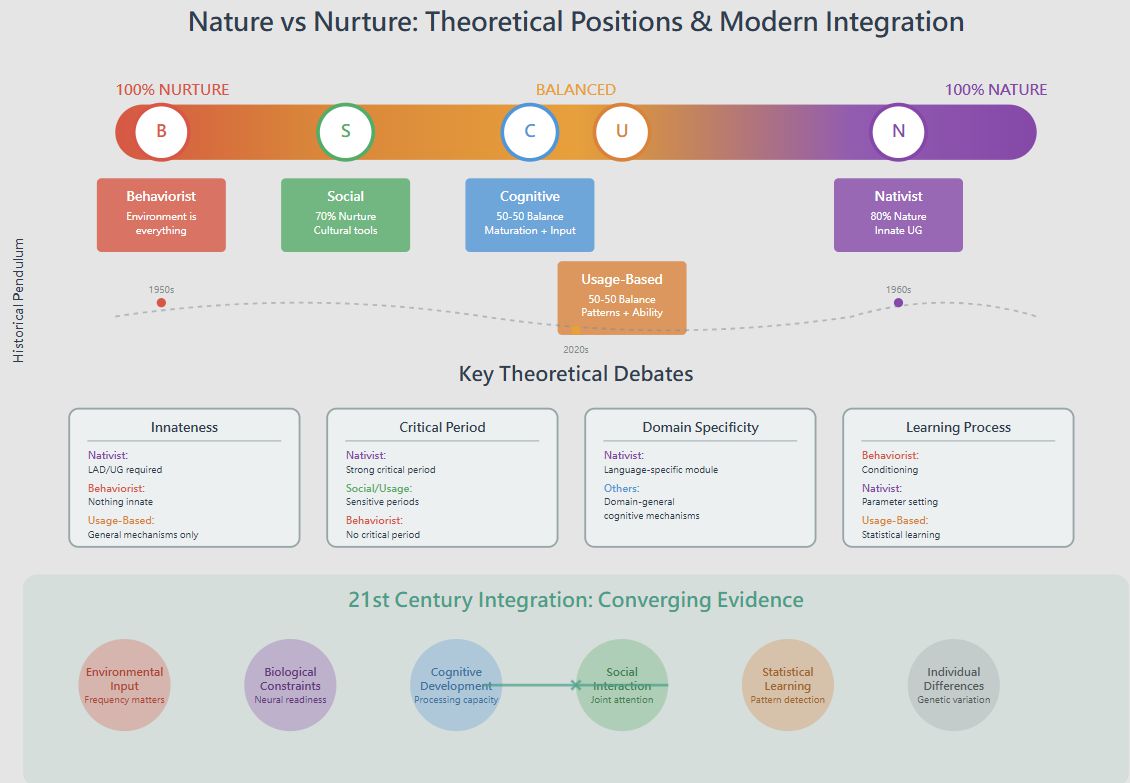 Nature vs Nurture: Theoretical Positions & Modern Integration
100% NURTURE
BALANCED
100% NATURE
B
S
C
U
N
Behaviorist
Environment is
everything
Social
70% Nurture
Cultural tools
Cognitive
50-50 Balance
Maturation + Input
Nativist
80% Nature
Innate UG
Usage-Based
50-50 Balance
Patterns + Ability
Historical Pendulum
1950s
1960s
2020s
Key Theoretical Debates
Innateness
Nativist:
LAD/UG required
Behaviorist:
Nothing innate
Usage-Based:
General mechanisms only
Critical Period
Nativist:
Strong critical period
Social/Usage:
Sensitive periods
Behaviorist:
No critical period
Domain Specificity
Nativist:
Language-specific module
Others:
Domain-general
cognitive mechanisms
Learning Process
Behaviorist:
Conditioning
Nativist:
Parameter setting
Usage-Based:
Statistical learning
21st Century Integration: Converging Evidence
Environmental
Input
Frequency matters
Biological
Constraints
Neural readiness
Cognitive
Development
Processing capacity
Social
Interaction
Joint attention
Statistical
Learning
Pattern detection
Individual
Differences
Genetic variation